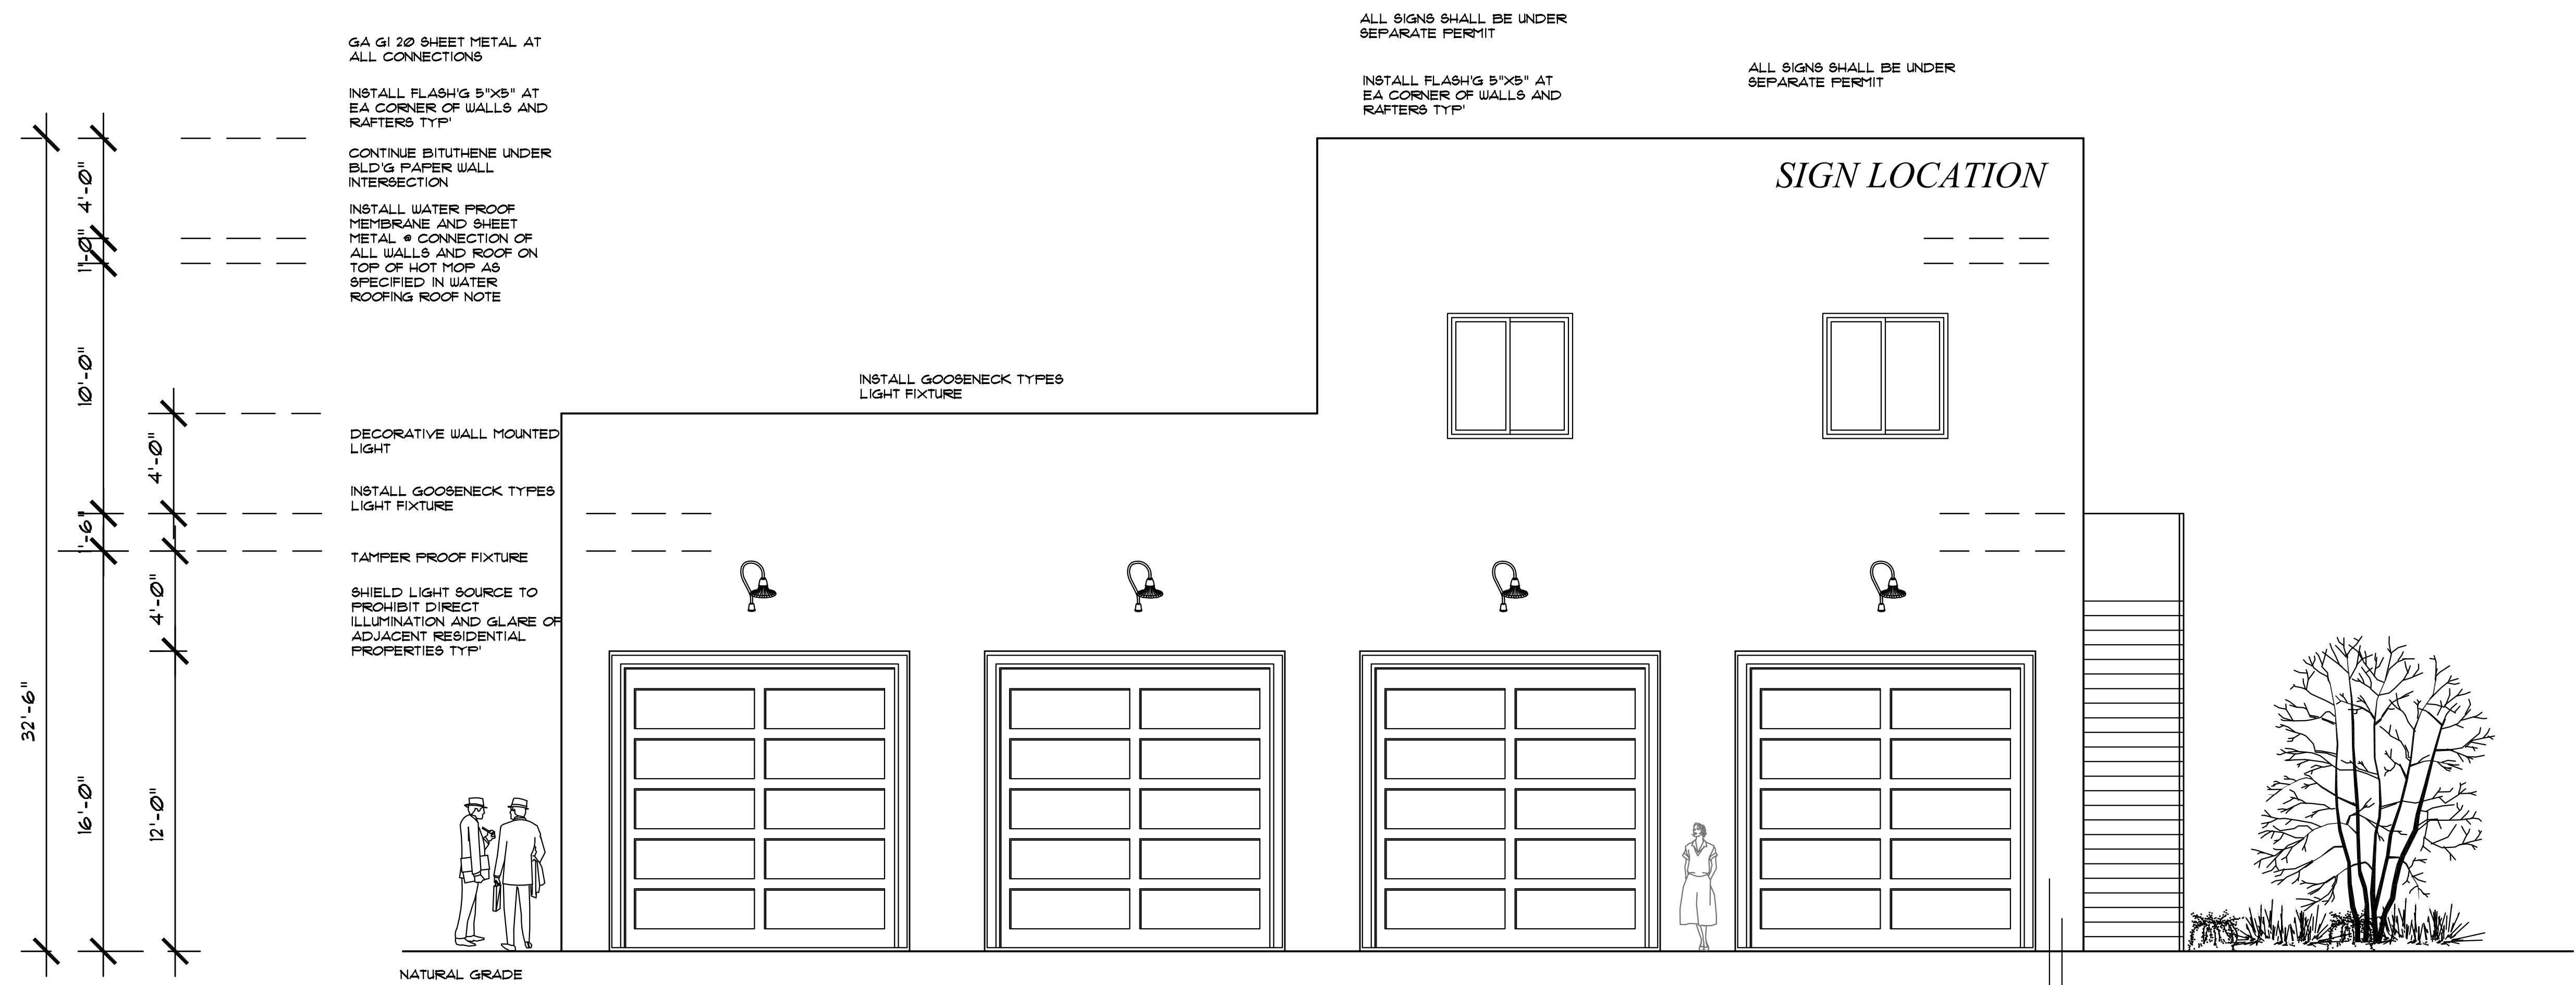 GA GI 20 SHEET METAL AT
ALL CONNECTIONS
INSTALL FLASH'G 5"X5" AT
EA CORNER OF WALLS AND
RAFTERS TYP'
CONTINUE BITUTHENE UNDER
BLD'G PAPER WALL
INTERSECTION
INSTALL WATER PROOF
MEMBRANE AND SHEET
METAL @ CONNECTION OF
ALL WALLS AND ROOF ON
TOP OF HOT MOP AS
SPECIFIED IN WATER
ROOFING ROOF NOTE
DECORATIVE WALL MOUNTED
LIGHT
INSTALL GOOSENECK TYPES
LIGHT FIXTURE
TAMPER PROOF FIXTURE
SHIELD LIGHT SOURCE TO
PROHIBIT DIRECT
ILLUMINATION AND GLARE OF
ADJACENT RESIDENTIAL
PROPERTIES TYP'
INSTALL GOOSENECK TYPES
LIGHT FIXTURE
ALL SIGNS SHALL BE UNDER
SEPARATE PERMIT
INSTALL FLASH'G 5"X5" AT
EA CORNER OF WALLS AND
RAFTERS TYP'
ALL SIGNS SHALL BE UNDER
SEPARATE PERMIT
SIGN LOCATION
32'-6"
4'-0"
1'-0"
10'-0"
1'-6"
16'-0"
4'-0"
4'-0"
12'-0"
NATURAL GRADE